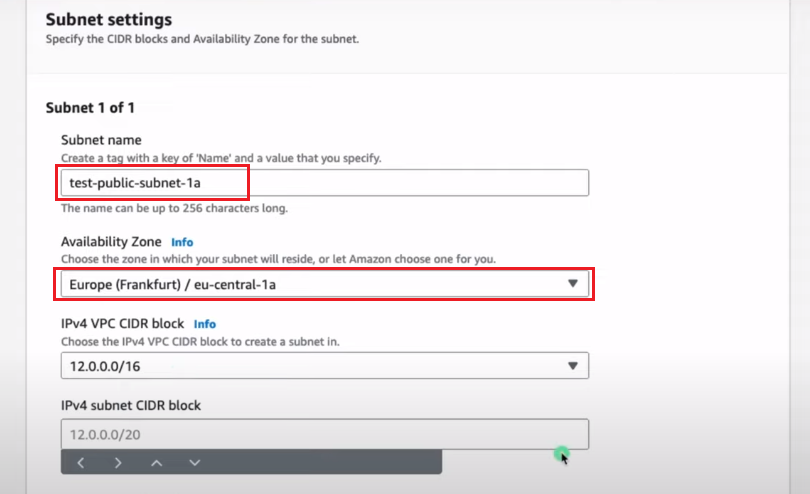 Subnet settings
Specify the CIDR blocks and Availability Zone for the subnet.
Subnet 1 of 1
Subnet name
Create a tag with a key of 'Name' and a value that you specify.
test-public-subnet-1a
The name can be up to 256 characters long.
Availability Zone Info
Choose the zone in which your subnet will reside, or let Amazon choose one for you.
Europe (Frankfurt) / eu-central-1a
IPv4 VPC CIDR block Info
Choose the IPv4 VPC CIDR block to create a subnet in.
12.0.0.0/16
IPv4 subnet CIDR block
12.0.0.0/20